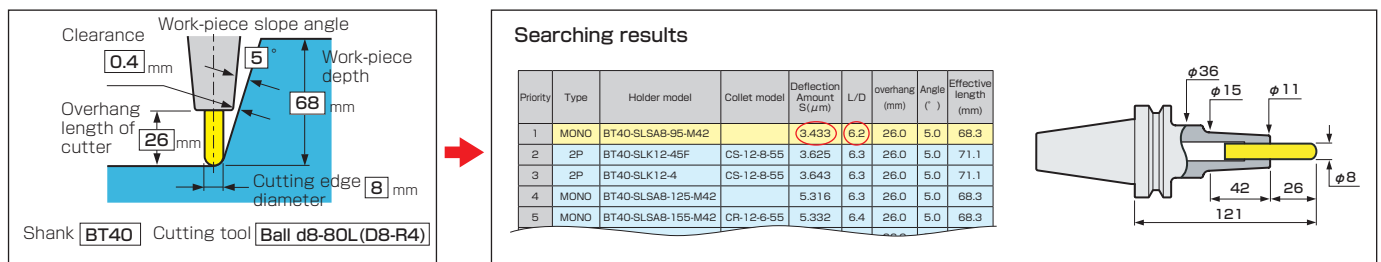 Work-piece slope angle
Clearance
0.4 mm
5°
Work-piece depth
68 mm
Overhang length of cutter
26 mm
Cutting edge diameter 8 mm
Shank BT40 Cutting tool Ball d8-80L(D8-R4)
Searching results
Priority Type Holder model Collet model Deflection Amount S(μm) L/D overhang (mm) Angle (°) Effective length (mm)
1 MONO BT40-SLSA8-95-M42 3.433 6.2 26.0 5.0 68.3
2 2P BT40-SLK12-45F CS-12-8-55 3.625 6.3 26.0 5.0 71.1
3 2P BT40-SLK12-4 CS-12-8-55 3.643 6.3 26.0 5.0 71.1
4 MONO BT40-SLSA8-125-M42 5.316 6.3 26.0 5.0 68.3
5 MONO BT40-SLSA8-155-M42 CR-12-6-55 5.332 6.4 26.0 5.0 68.3
φ36
φ15
φ11
φ8
42
26
121